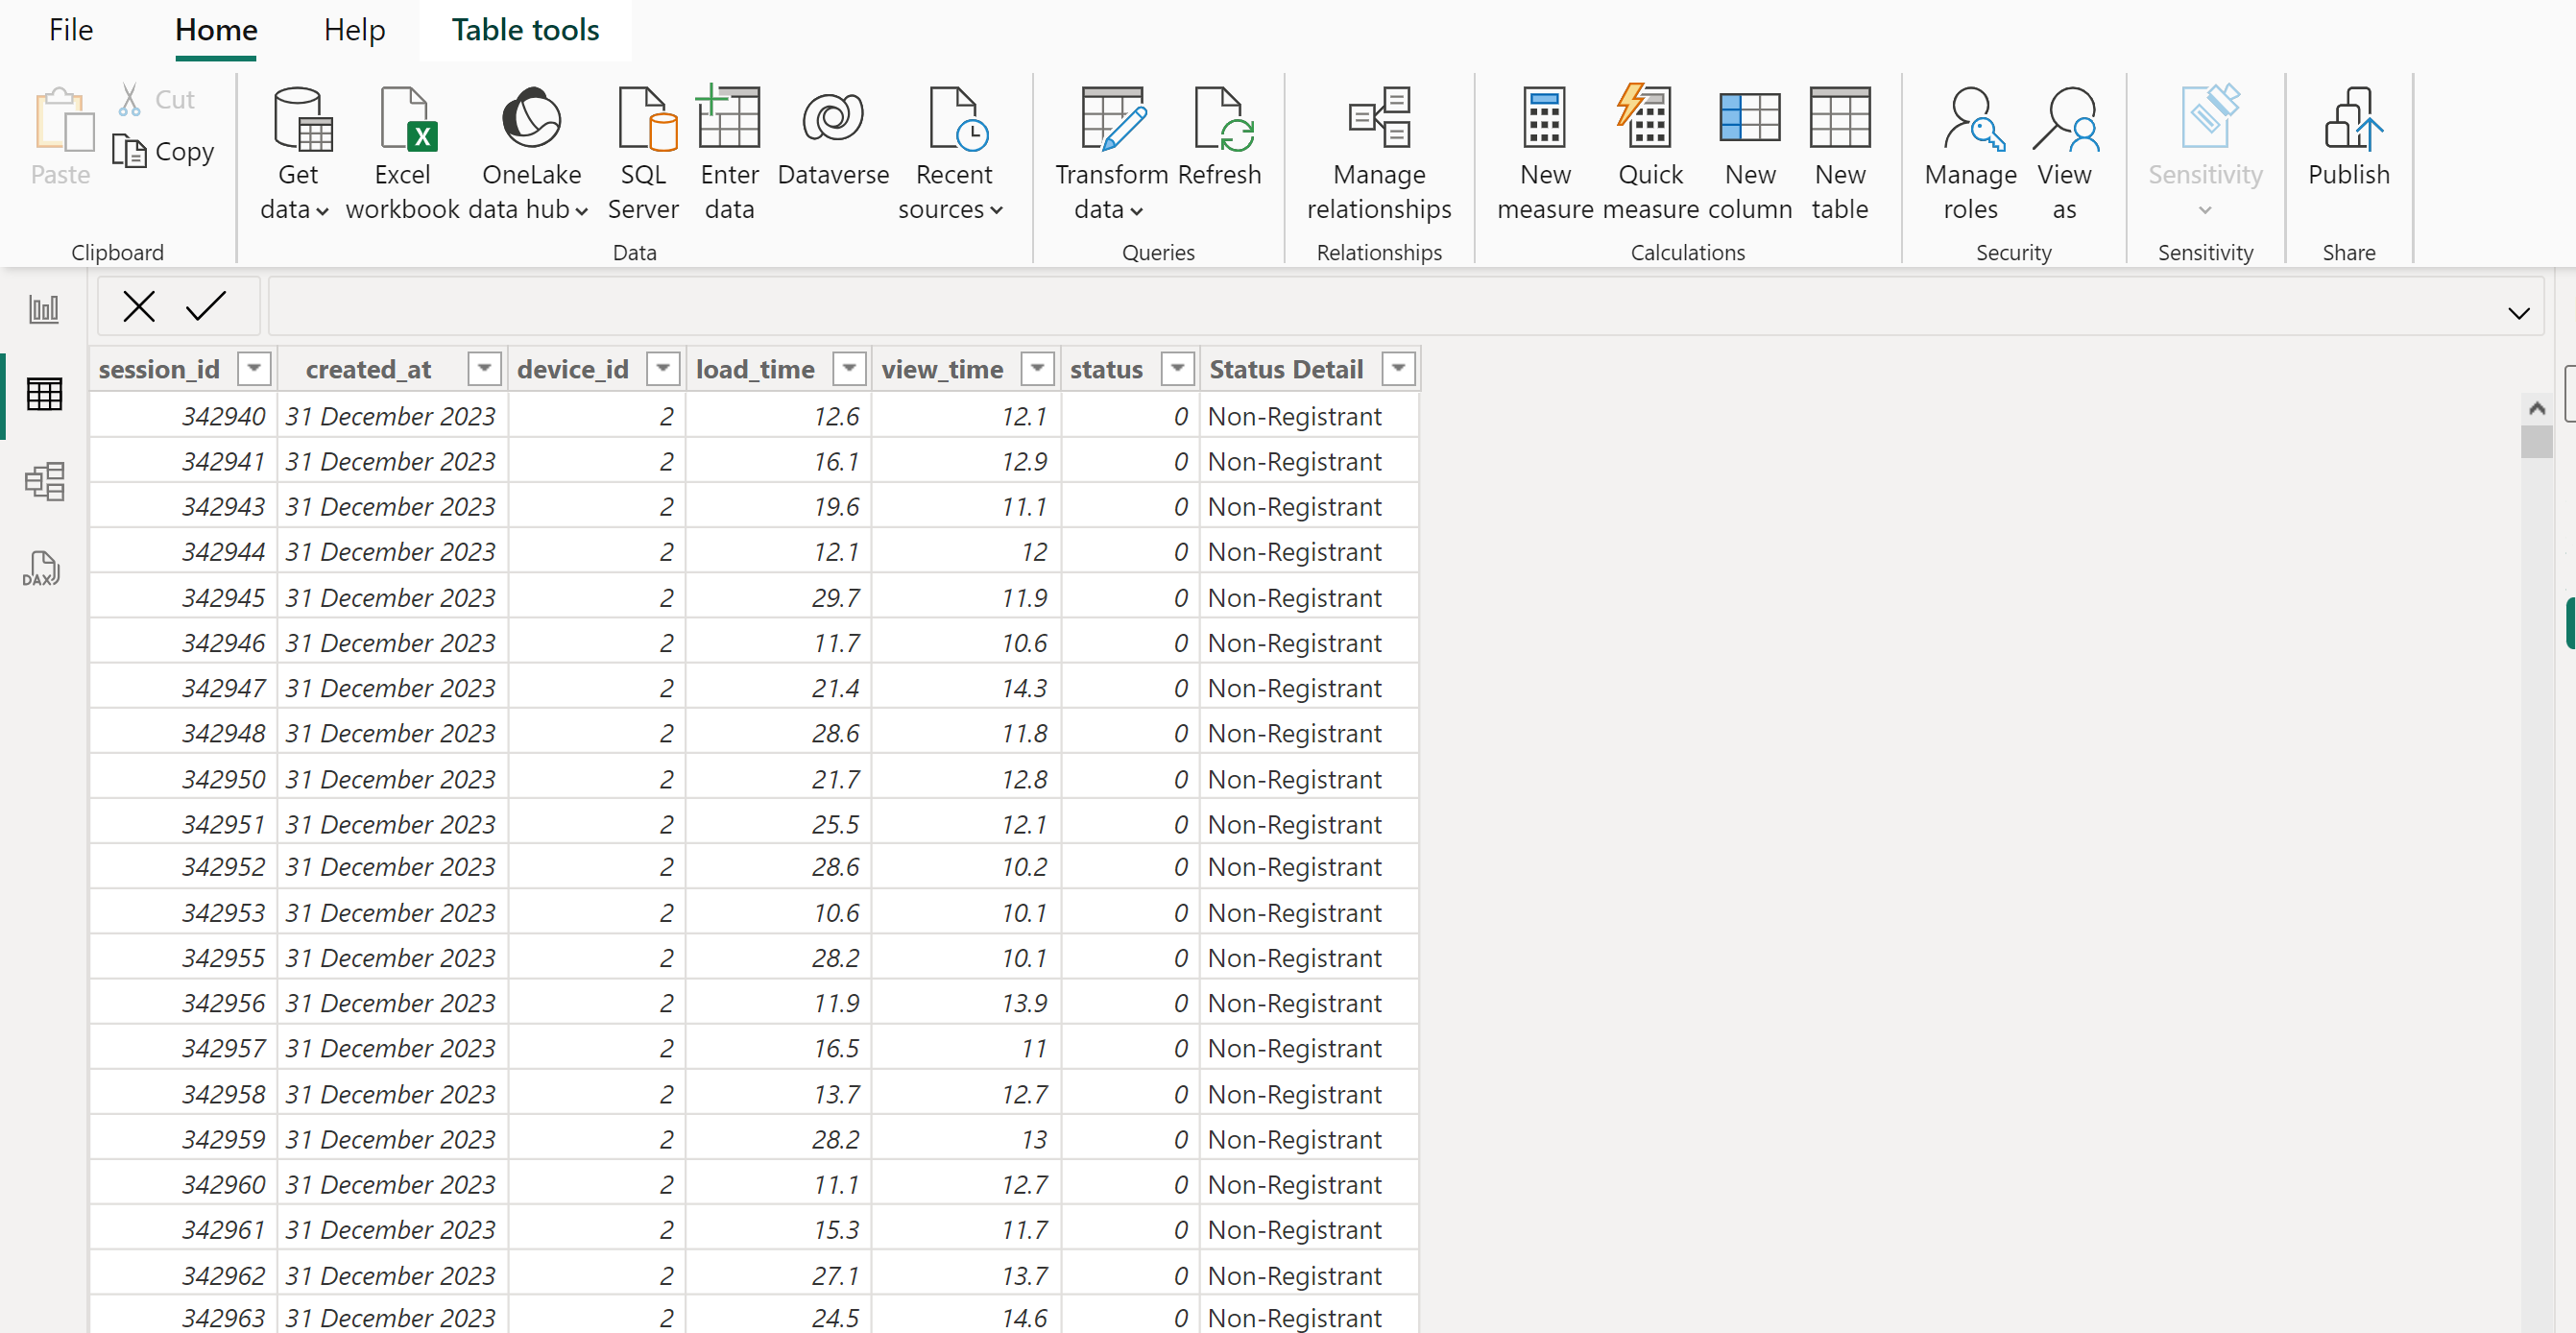 File Home Help Table tools
Paste Cut Copy Get data Excel workbook OneLake data hub SQL Server Enter data Dataverse Recent sources Transform data Refresh Manage relationships New measure Quick measure New column New table Manage roles View as Sensitivity Publish
Clipboard Data Queries Relationships Calculations Security Sensitivity Share
session_id created_at device_id load_time view_time status Status Detail
342940 31 December 2023 2 12.6 12.1 0 Non-Registrant
342941 31 December 2023 2 16.1 12.9 0 Non-Registrant
342943 31 December 2023 2 19.6 11.1 0 Non-Registrant
342944 31 December 2023 2 12.1 12 0 Non-Registrant
DAX
342945 31 December 2023 2 29.7 11.9 0 Non-Registrant
342946 31 December 2023 2 11.7 10.6 0 Non-Registrant
342947 31 December 2023 2 21.4 14.3 0 Non-Registrant
342948 31 December 2023 2 28.6 11.8 0 Non-Registrant
342950 31 December 2023 2 21.7 12.8 0 Non-Registrant
342951 31 December 2023 2 25.5 12.1 0 Non-Registrant
342952 31 December 2023 2 28.6 10.2 0 Non-Registrant
342953 31 December 2023 2 10.6 10.1 0 Non-Registrant
342955 31 December 2023 2 28.2 10.1 0 Non-Registrant
342956 31 December 2023 2 11.9 13.9 0 Non-Registrant
342957 31 December 2023 2 16.5 11 0 Non-Registrant
342958 31 December 2023 2 13.7 12.7 0 Non-Registrant
342959 31 December 2023 2 28.2 13 0 Non-Registrant
342960 31 December 2023 2 11.1 12.7 0 Non-Registrant
342961 31 December 2023 2 15.3 11.7 0 Non-Registrant
342962 31 December 2023 2 27.1 13.7 0 Non-Registrant
342963 31 December 2023 2 24.5 14.6 0 Non-Registrant